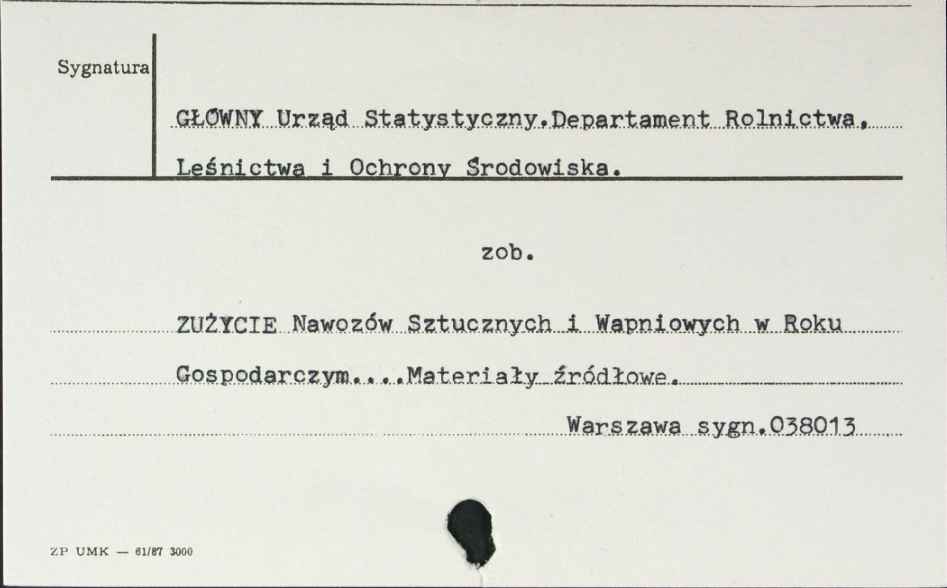 Sygnatura
GŁÓWNY Urząd Statystyczny.Departament Rolnictwa,
Leśnictwa i Ochrony Środowiska.
zob.
ZUŻYCIE Nawozów Sztucznych i Wapniowych w Roku
Gospodarczym....Materiały źródłowe.
Warszawa sygn.038013
ZP UMK — 61/87 3000